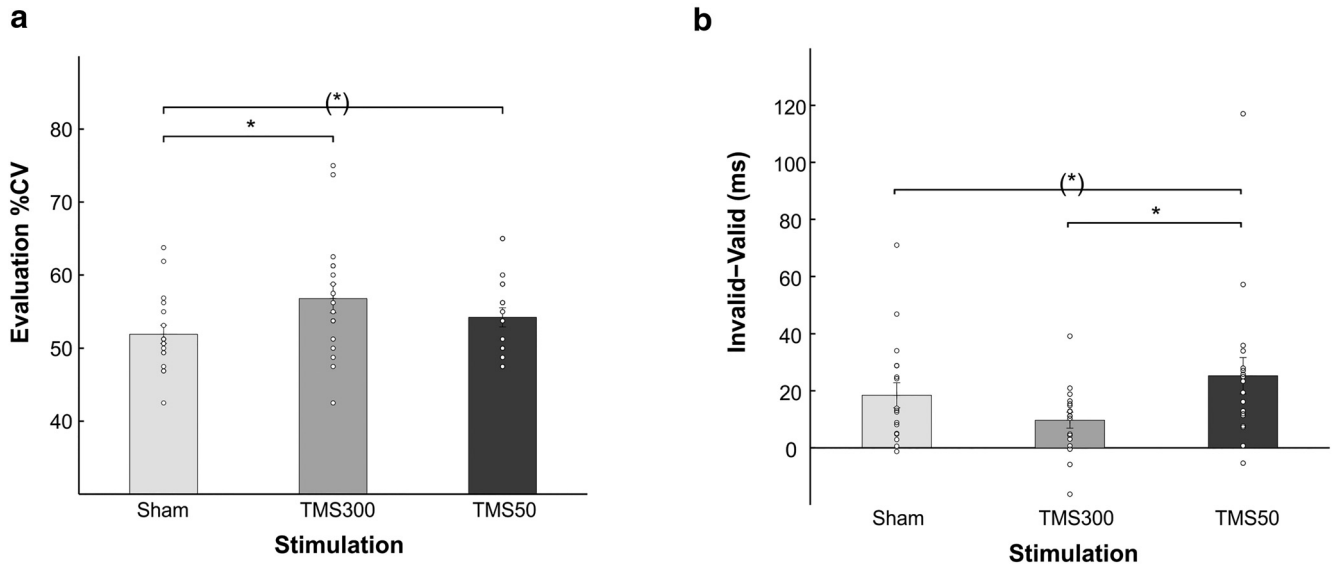 a
(*)
*
80
70
60
50
40
Evaluation %CV
Sham TMS300 TMS50
Stimulation
b
120
100
80
60
40
20
0
(*)
*
Invalid–Valid (ms)
Sham TMS300 TMS50
Stimulation